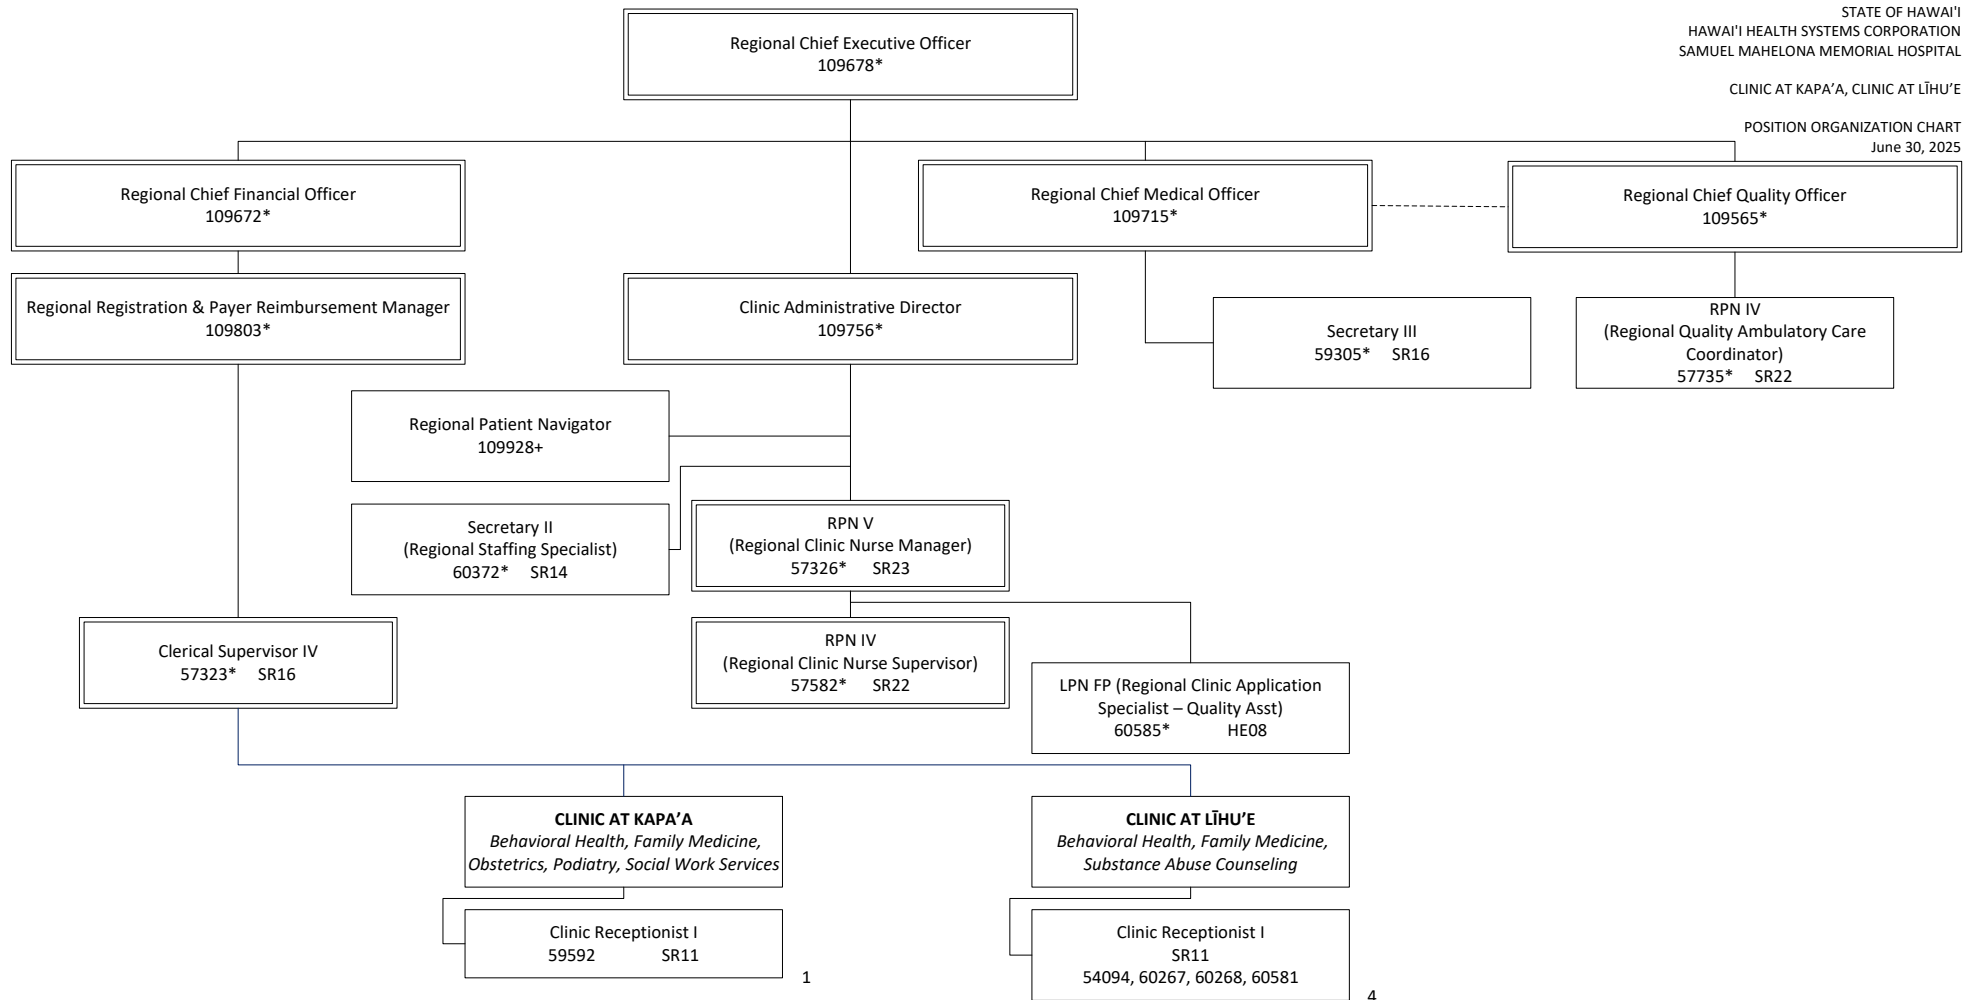 STATE OF HAWAI'I
HAWAI'I HEALTH SYSTEMS CORPORATION
SAMUEL MAHELONA MEMORIAL HOSPITAL
CLINIC AT KAPA’A, CLINIC AT LĪHU’E
POSITION ORGANIZATION CHART
June 30, 2025
Regional Chief Executive Officer
109678*
Regional Chief Financial Officer
109672*
Regional Chief Medical Officer
109715*
Regional Chief Quality Officer
109565*
Regional Registration & Payer Reimbursement Manager
109803*
Clinic Administrative Director
109756*
Secretary III
59305* SR16
RPN IV
(Regional Quality Ambulatory Care
Coordinator)
57735* SR22
Regional Patient Navigator
109928+
Secretary II
(Regional Staffing Specialist)
60372* SR14
RPN V
(Regional Clinic Nurse Manager)
57326* SR23
Clerical Supervisor IV
57323* SR16
RPN IV
(Regional Clinic Nurse Supervisor)
57582* SR22
LPN FP (Regional Clinic Application
Specialist – Quality Asst)
60585* HE08
CLINIC AT KAPA’A
Behavioral Health, Family Medicine,
Obstetrics, Podiatry, Social Work Services
CLINIC AT LĪHU’E
Behavioral Health, Family Medicine,
Substance Abuse Counseling
Clinic Receptionist I
59592 SR11
1
Clinic Receptionist I
SR11
54094, 60267, 60268, 60581
4